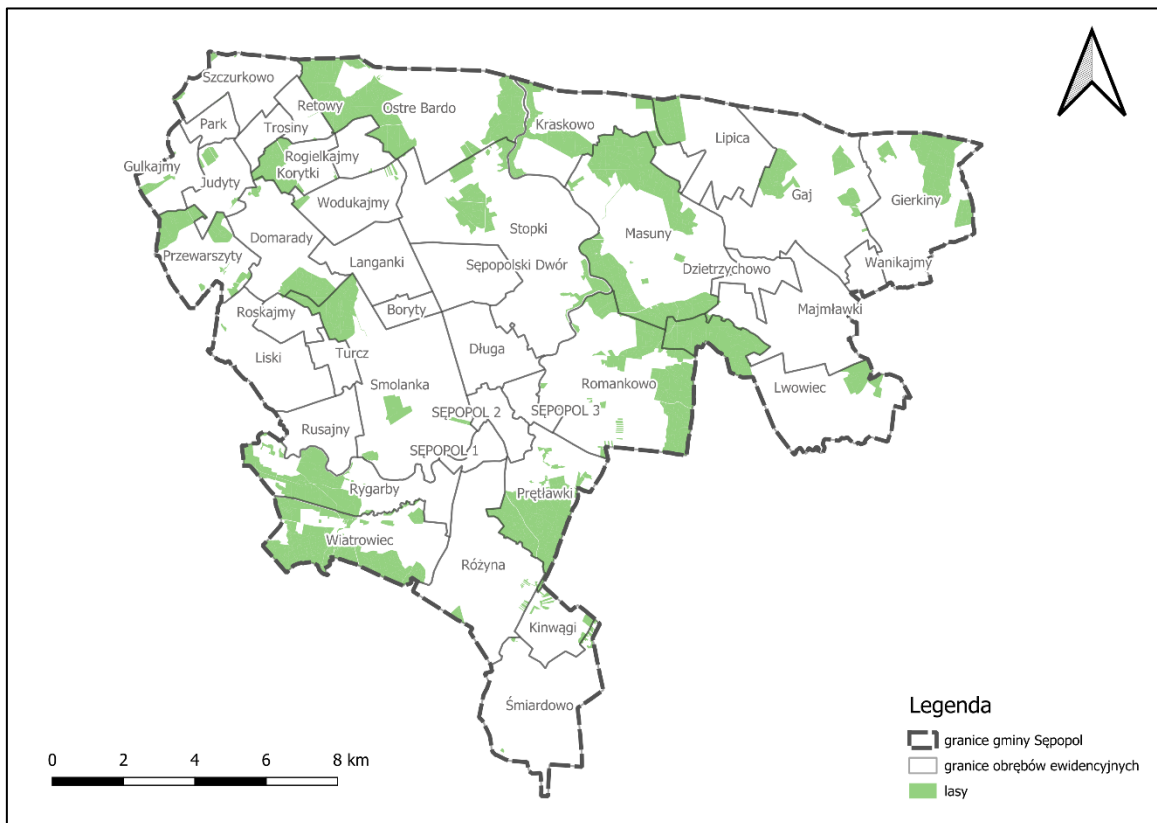 Szczurkowo
Retowy
Ostre Bardo
Park
Trosiny
Kraskowo
Lipica
Gulkajmy
Judyty
Rogielkajmy
Korytki
Wodukajmy
Gaj
Gierkiny
Domarady
Stopki
Masuny
Przewarszyty
Langanki
Sępopolski Dwór
Dzietrzychowo
Wanikajmy
Roskajmy
Boryty
Majmławki
Liski
Turcz
Długa
Smolanka
Romankowo
Lwowiec
SĘPOPOL 2
SĘPOPOL 3
Rusajny
SĘPOPOL 1
Rygarby
Prętławki
Wiatrowiec
Różyna
Kinwągi
Śmiardowo
Legenda
granice gminy Sępopol
granice obrębów ewidencyjnych
lasy
0 2 4 6 8 km